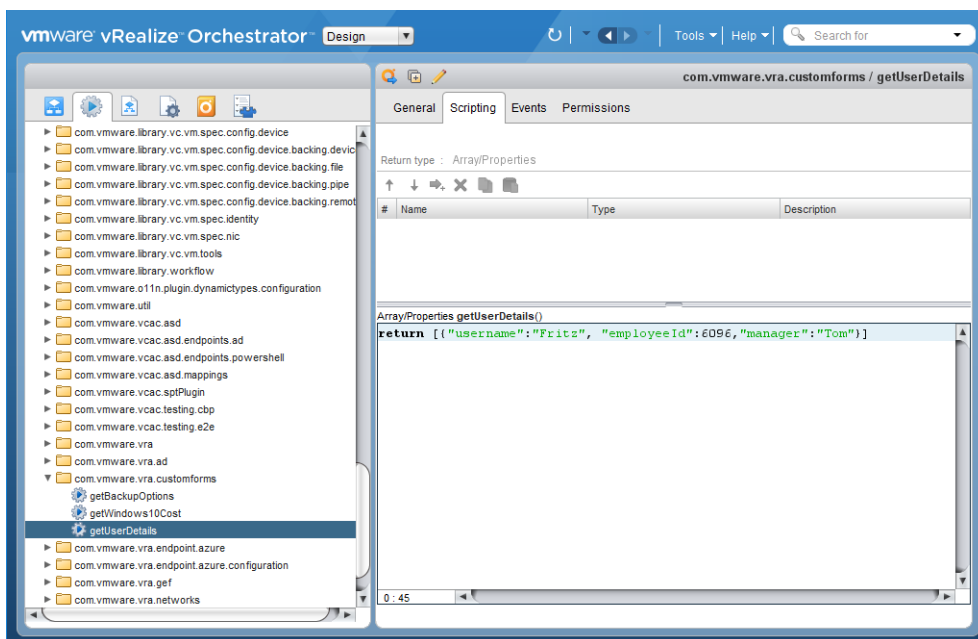 vmware vRealize Orchestrator Design Tools Help Search for
com.vmware.vra.customforms / getUserDetails
General Scripting Events Permissions
com.vmware.library.vc.vm.spec.config.device
com.vmware.library.vc.vm.spec.config.device.backing.devic
com.vmware.library.vc.vm.spec.config.device.backing.file
com.vmware.library.vc.vm.spec.config.device.backing.pipe
com.vmware.library.vc.vm.spec.config.device.backing.remot
com.vmware.library.vc.vm.spec.identity
com.vmware.library.vc.vm.spec.nic
com.vmware.library.vc.vm.tools
com.vmware.library.workflow
com.vmware.o11n.plugin.dynamictypes.configuration
com.vmware.util
com.vmware.vcac.asd
com.vmware.vcac.asd.endpoints.ad
com.vmware.vcac.asd.endpoints.powershell
com.vmware.vcac.asd.mappings
com.vmware.vcac.sptPlugin
com.vmware.vcac.testing.cbp
com.vmware.vcac.testing.e2e
com.vmware.vra
com.vmware.vra.ad
com.vmware.vra.customforms
getBackupOptions
getWindows10Cost
getUserDetails
com.vmware.vra.endpoint.azure
com.vmware.vra.endpoint.azure.configuration
com.vmware.vra.gef
com.vmware.vra.networks
Return type : Array/Properties
# Name Type Description
Array/Properties getUserDetails()
return [{"username":"Fritz", "employeeId":6096,"manager":"Tom"}]
0 : 45